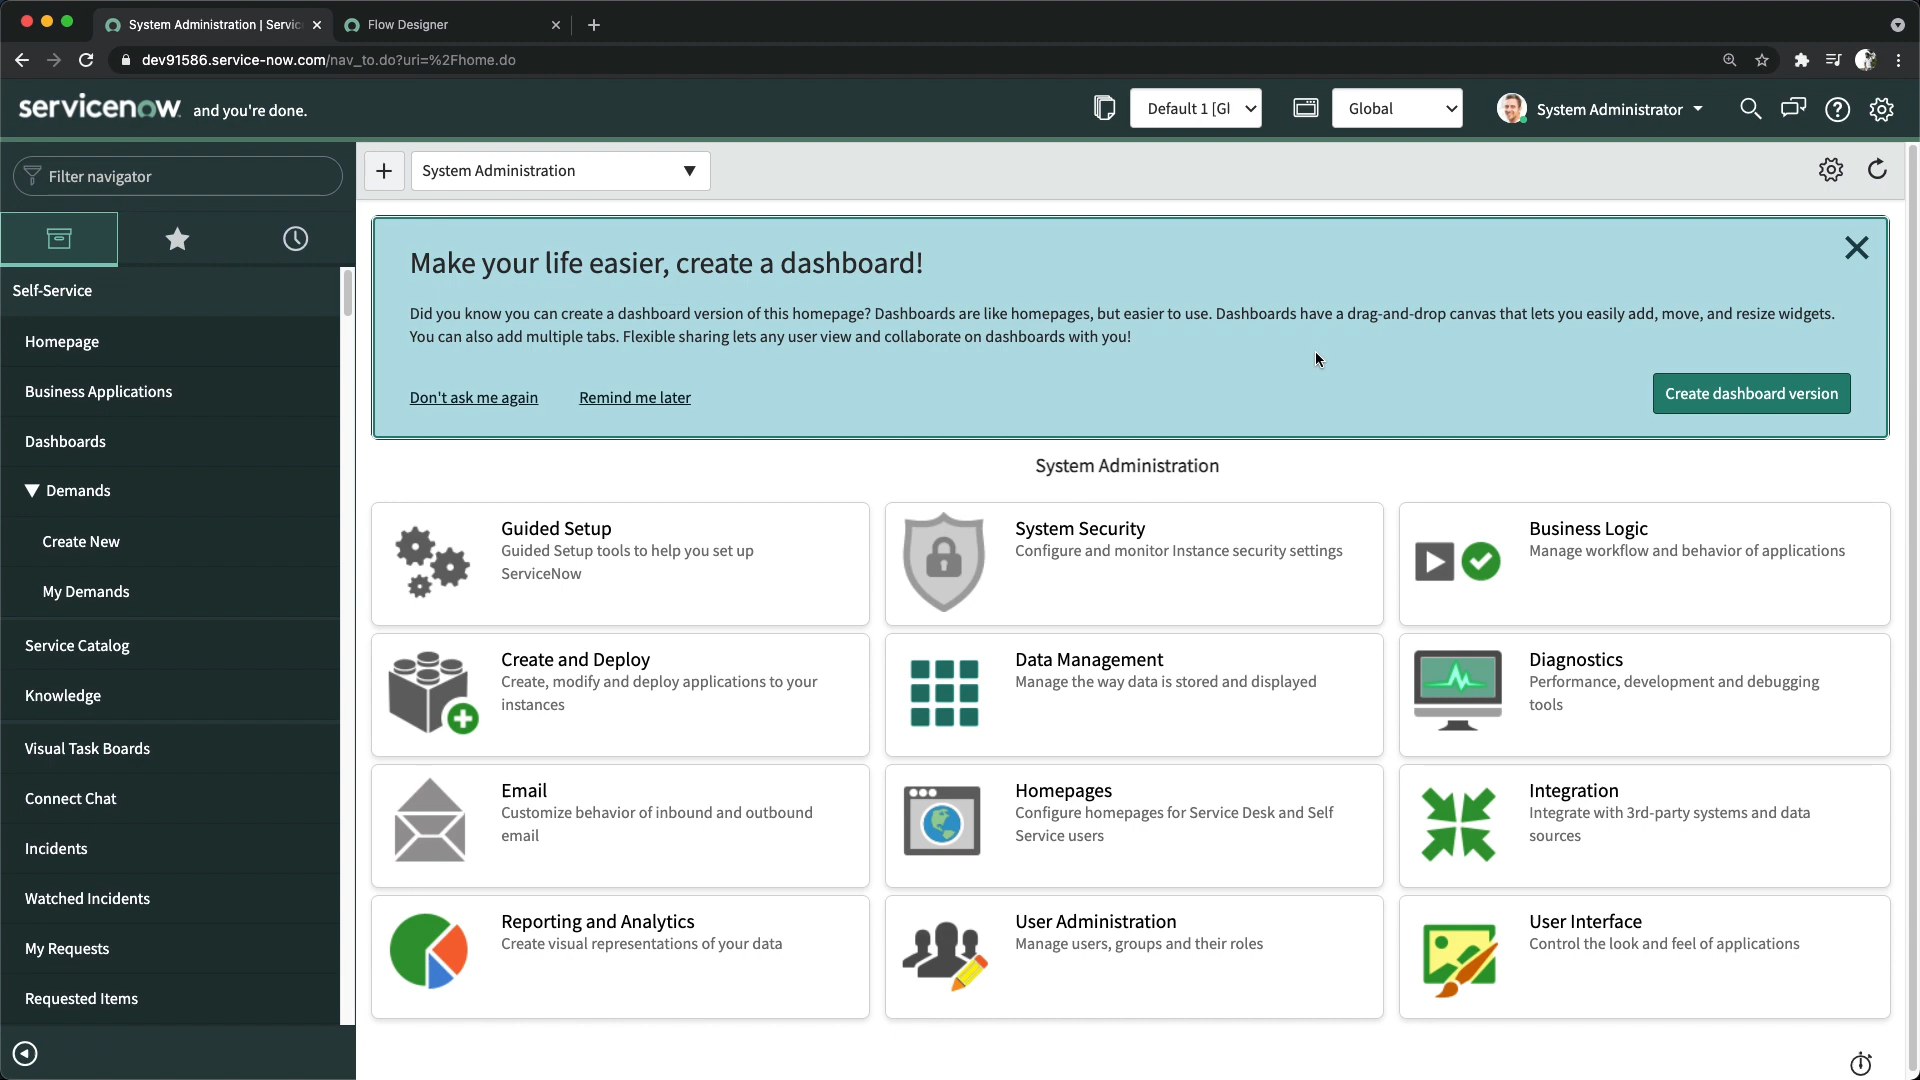 System Administration | Servic
Flow Designer
dev91586.service-now.com/nav_to.do?uri=%2Fhome.do
servicenow and you're done.
Default 1 [Gl
Global
System Administrator
Filter navigator
System Administration
Self-Service
Homepage
Business Applications
Dashboards
Demands
Create New
My Demands
Service Catalog
Knowledge
Visual Task Boards
Connect Chat
Incidents
Watched Incidents
My Requests
Requested Items
Make your life easier, create a dashboard!
Did you know you can create a dashboard version of this homepage? Dashboards are like homepages, but easier to use. Dashboards have a drag-and-drop canvas that lets you easily add, move, and resize widgets.
You can also add multiple tabs. Flexible sharing lets any user view and collaborate on dashboards with you!
Don't ask me again
Remind me later
Create dashboard version
System Administration
Guided Setup
Guided Setup tools to help you set up
ServiceNow
System Security
Configure and monitor Instance security settings
Business Logic
Manage workflow and behavior of applications
Create and Deploy
Create, modify and deploy applications to your
instances
Data Management
Manage the way data is stored and displayed
Diagnostics
Performance, development and debugging
tools
Email
Customize behavior of inbound and outbound
email
Homepages
Configure homepages for Service Desk and Self
Service users
Integration
Integrate with 3rd-party systems and data
sources
Reporting and Analytics
Create visual representations of your data
User Administration
Manage users, groups and their roles
User Interface
Control the look and feel of applications